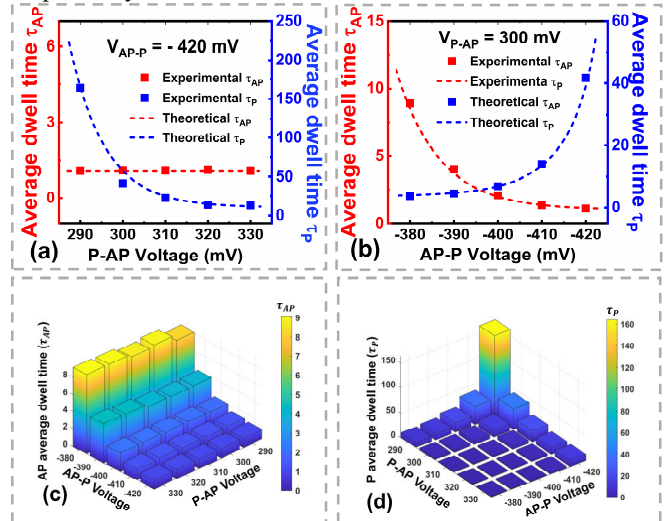 Average dwell time τAP
6
3
0
VAP-P = - 420 mV
Experimental τAP
Experimental τP
Theoretical τAP
Theoretical τP
250
200
150
100
50
0
Average dwell time τP
290 300 310 320 330
(a)
P-AP Voltage (mV)
Average dwell time τAP
15
10
5
0
VP-AP = 300 mV
Experimental τAP
Experimenta τP
Theoretical τAP
Theoretical τP
60
40
20
0
Average dwell time τP
-380 -390 -400 -410 -420
(b)
AP-P Voltage (mV)
AP average dwell time (τAP)
8
6
4
2
0
-380
-390
-400
-410
-420
AP-P Voltage
330
320
310
300
290
P-AP Voltage
(c)
τAP
9
8
7
6
5
4
3
2
1
0
P average dwell time (τP)
150
100
50
0
290
300
310
320
330
P-AP Voltage
-380
-390
-400
-410
-420
AP-P Voltage
(d)
τP
160
140
120
100
80
60
40
20
0